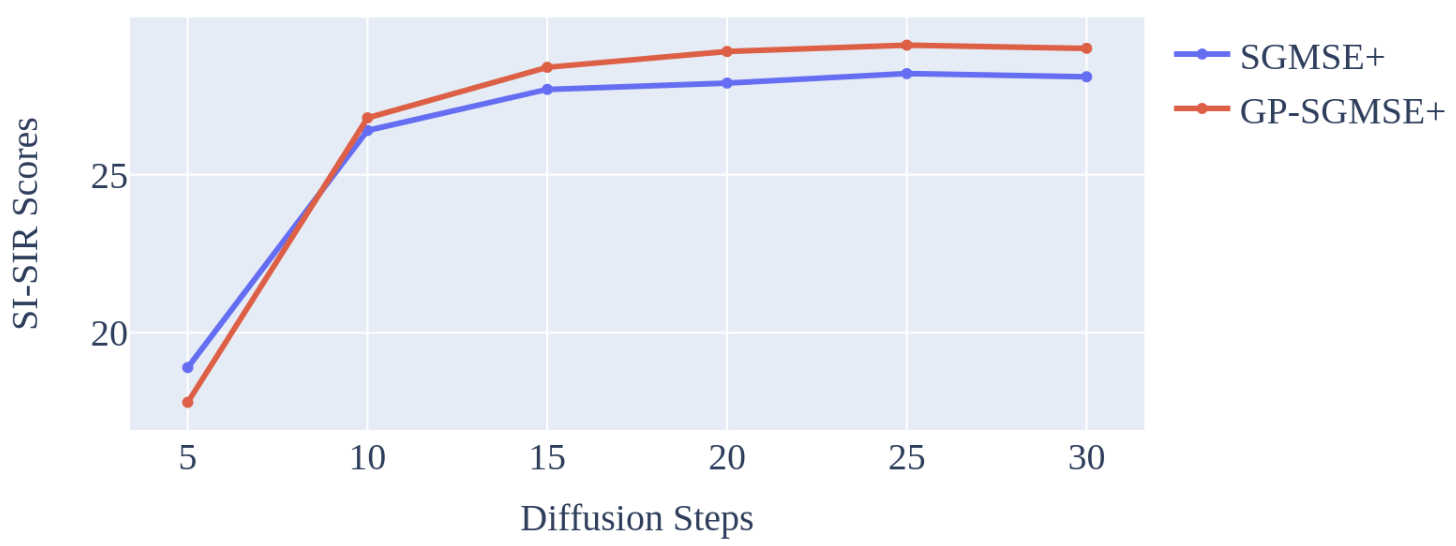 SI-SIR Scores
25
20
5 10 15 20 25 30
Diffusion Steps
SGMSE+
GP-SGMSE+